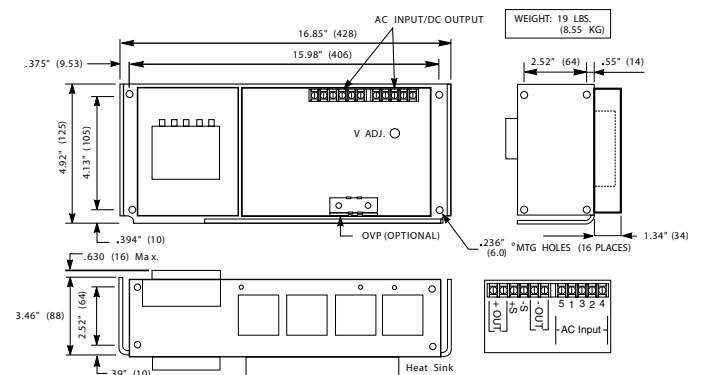 AC INPUT/DC OUTPUT
WEIGHT: 19 LBS.
(8.55 KG)
16.85" (428)
15.98" (406)
.375" (9.53)
2.52" (64)
.55" (14)
4.92" (125)
4.13" (105)
V ADJ.
.394" (10)
OVP (OPTIONAL)
.236"
(6.0)
°MTG HOLES (16 PLACES)
1.34" (34)
.630 (16) Max.
3.46" (88)
2.52" (64)
.39" (10)
Heat Sink
+ OUT
+S
-S
- OUT
5 1 3 2 4
AC Input